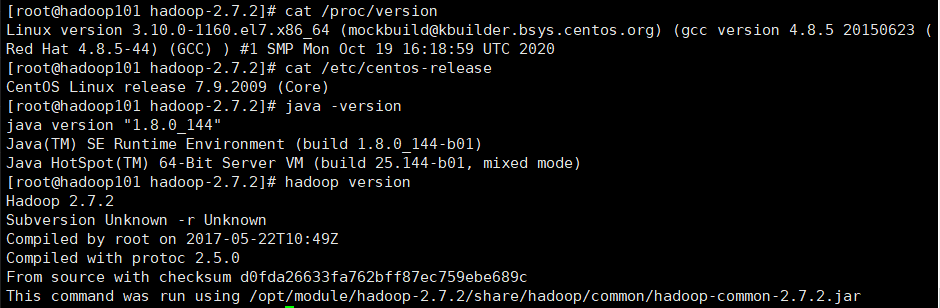 [root@hadoop101 hadoop-2.7.2]# cat /proc/version
Linux version 3.10.0-1160.el7.x86_64 (mockbuild@kbuilder.bsys.centos.org) (gcc version 4.8.5 20150623 (
Red Hat 4.8.5-44) (GCC) ) #1 SMP Mon Oct 19 16:18:59 UTC 2020
[root@hadoop101 hadoop-2.7.2]# cat /etc/centos-release
CentOS Linux release 7.9.2009 (Core)
[root@hadoop101 hadoop-2.7.2]# java -version
java version "1.8.0_144"
Java(TM) SE Runtime Environment (build 1.8.0_144-b01)
Java HotSpot(TM) 64-Bit Server VM (build 25.144-b01, mixed mode)
[root@hadoop101 hadoop-2.7.2]# hadoop version
Hadoop 2.7.2
Subversion Unknown -r Unknown
Compiled by root on 2017-05-22T10:49Z
Compiled with protoc 2.5.0
From source with checksum d0fda26633fa762bff87ec759ebe689c
This command was run using /opt/module/hadoop-2.7.2/share/hadoop/common/hadoop-common-2.7.2.jar